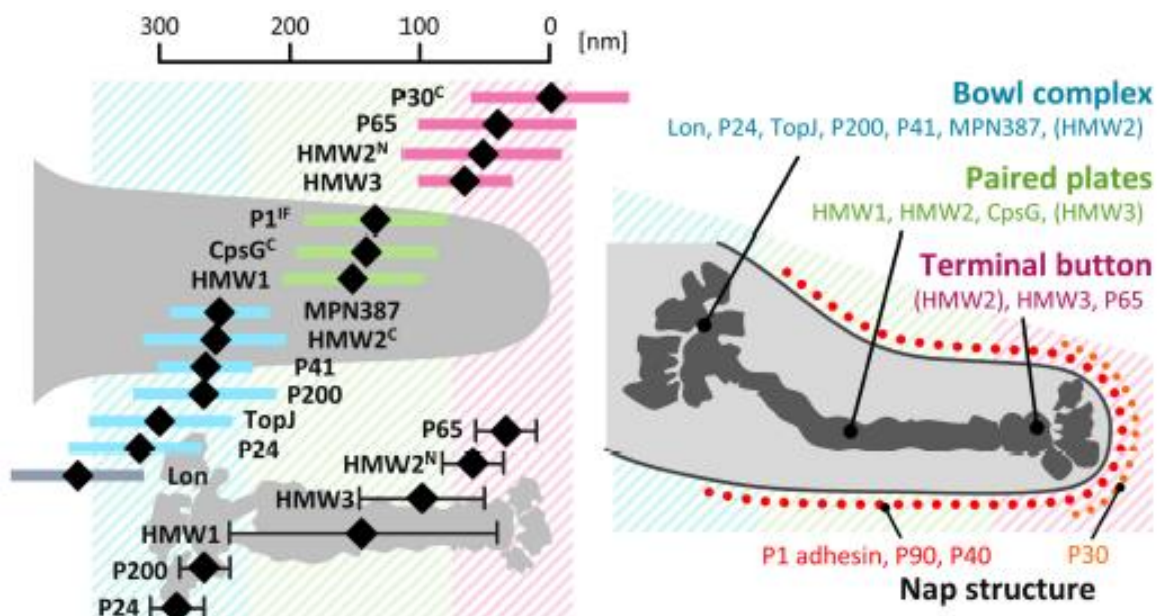 300 200 100 0 [nm]
P30C
P65
HMW2N
HMW3
P1IF
CpsGC
HMW1
MPN387
HMW2C
P41
P200
TopJ
P24
Lon
P65
HMW2N
HMW3
HMW1
P200
P24
Bowl complex
Lon, P24, TopJ, P200, P41, MPN387, (HMW2)
Paired plates
HMW1, HMW2, CpsG, (HMW3)
Terminal button
(HMW2), HMW3, P65
P1 adhesin, P90, P40
P30
Nap structure